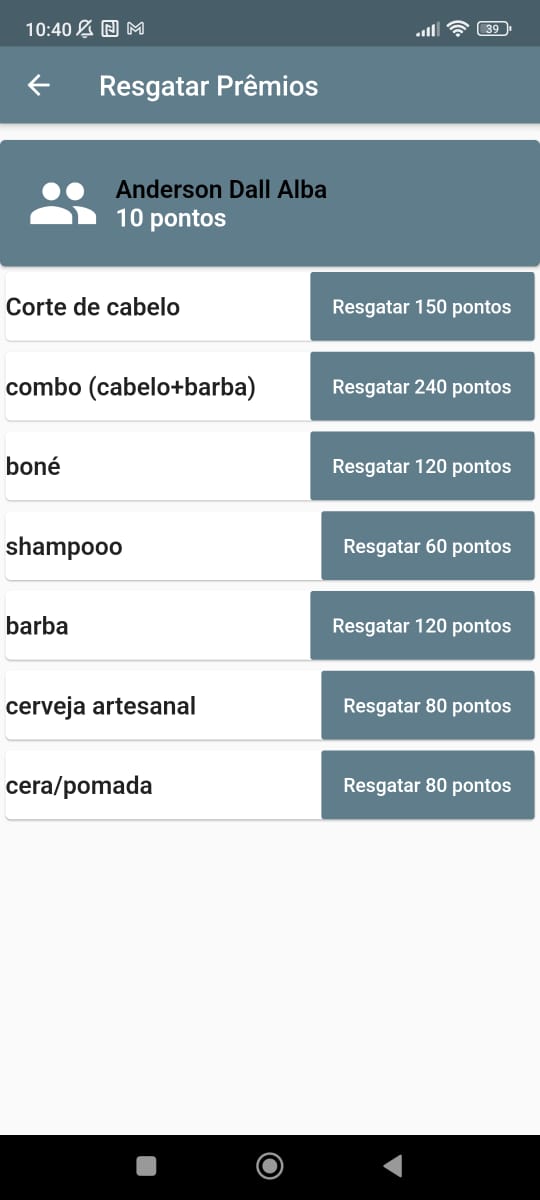 10:40
39
Resgatar Prêmios
Anderson Dall Alba
10 pontos
Corte de cabelo
Resgatar 150 pontos
combo (cabelo+barba)
Resgatar 240 pontos
boné
Resgatar 120 pontos
shampooo
Resgatar 60 pontos
barba
Resgatar 120 pontos
cerveja artesanal
Resgatar 80 pontos
cera/pomada
Resgatar 80 pontos